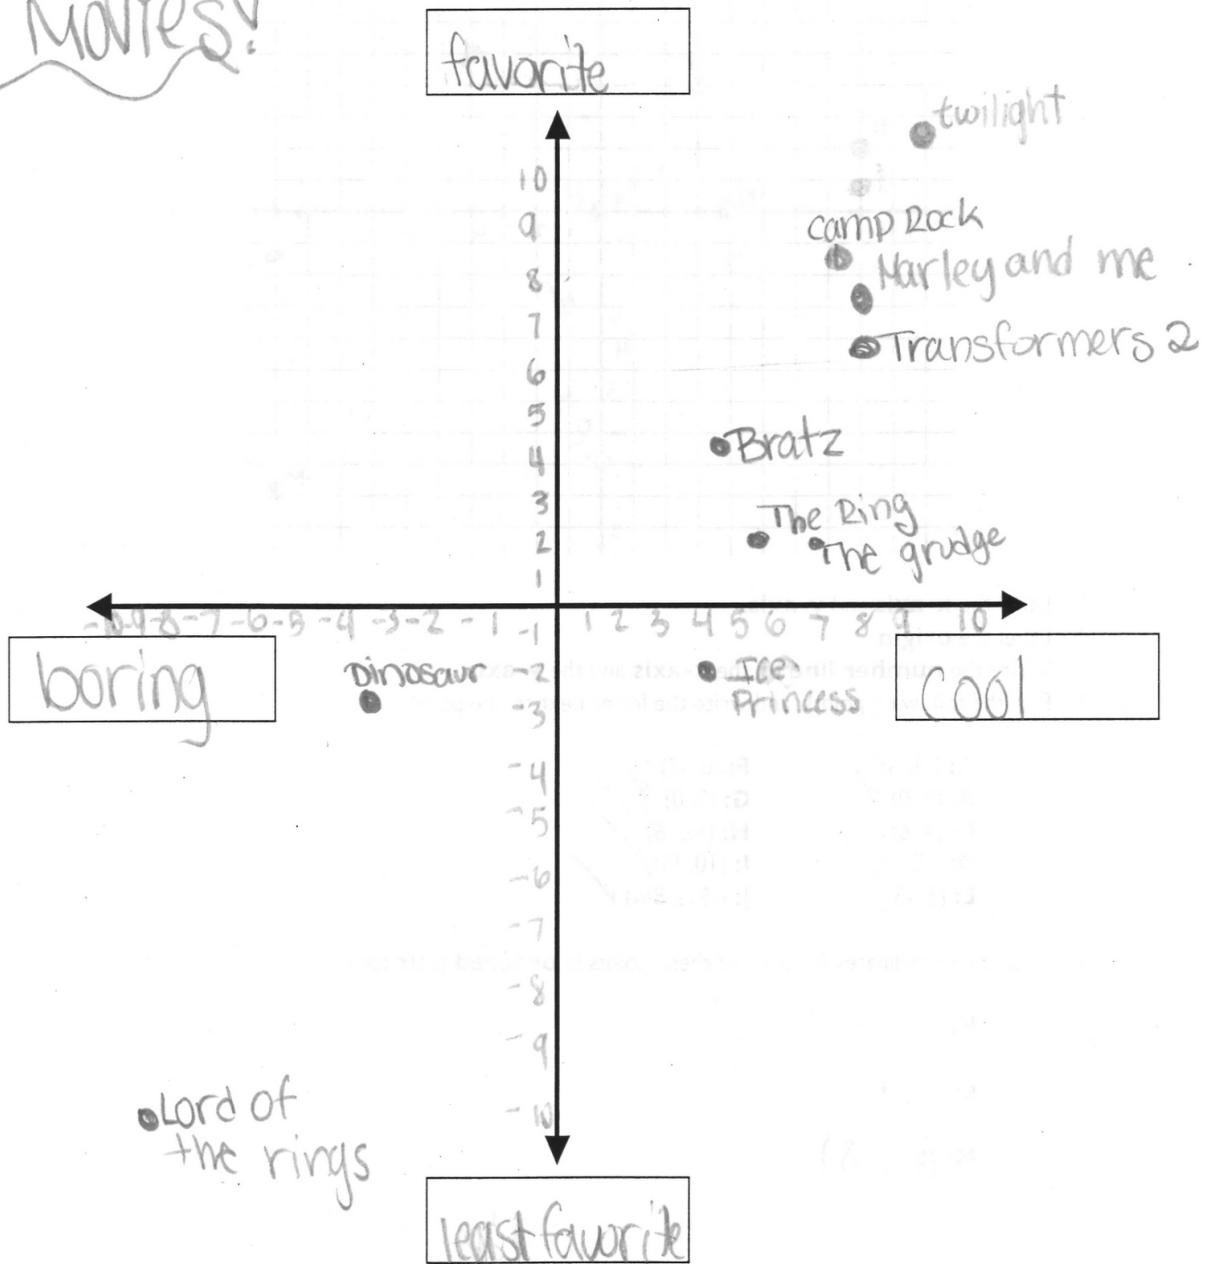 Movies!
favorite
twilight
10
camp Rock
9
Marley and me
8
7
Transformers 2
6
5
Bratz
4
3
The Ring
2
The grudge
1
-10 -9 -8 -7 -6 -5 -4 -3 -2 -1 1 2 3 4 5 6 7 8 9 10
-1
boring
Dinosaur
-2
Ice
Princess
cool
-3
-4
-5
-6
-7
-8
-9
-10
Lord of
the rings
least favorite